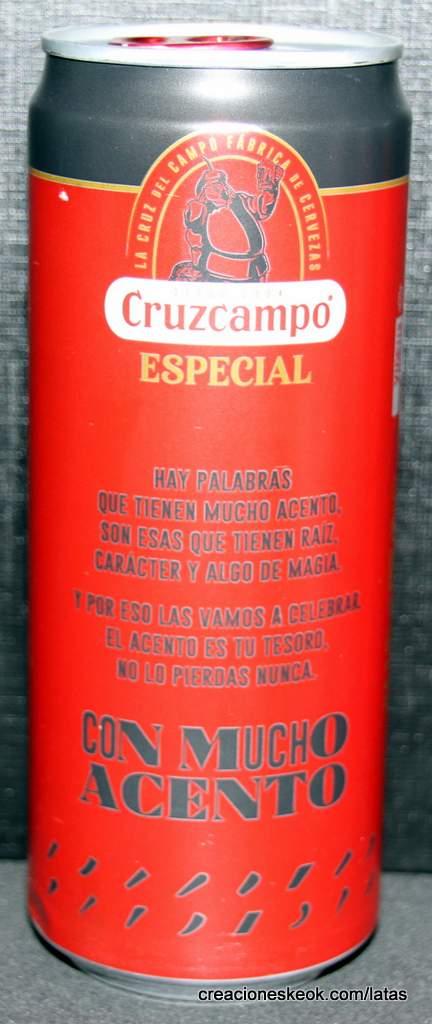 LA CRUZ DEL CAMPO FÁBRICA DE CERVEZAS
Cruzcampo
ESPECIAL
HAY PALABRAS
QUE TIENEN MUCHO ACENTO,
SON ESAS QUE TIENEN RAÍZ,
CARÁCTER Y ALGO DE MAGIA.
Y POR ESO LAS VAMOS A CELEBRAR.
EL ACENTO ES TU TESORO,
NO LO PIERDAS NUNCA.
CON MUCHO
ACENTO
creacioneskeok.com/latas